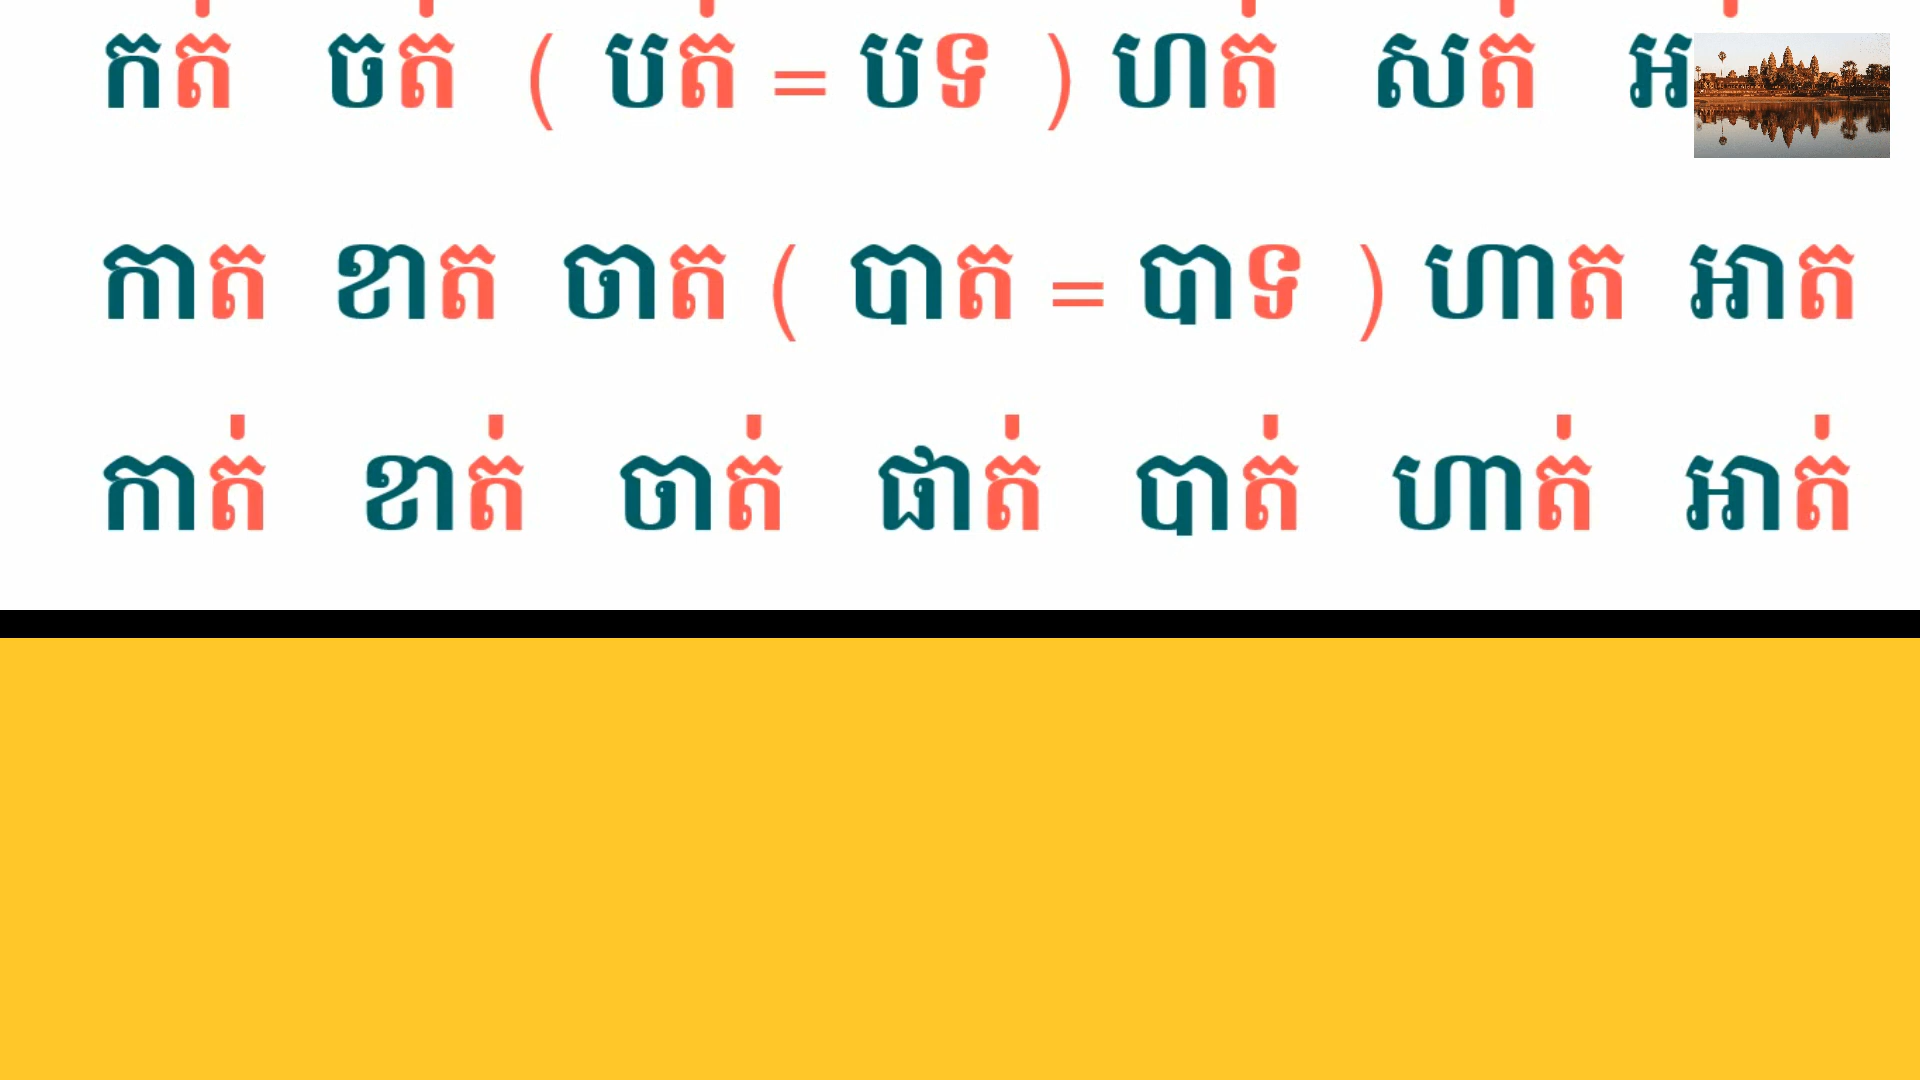 កត់ ចត់ ( បត់ = បទ ) ហត់ សត់
កាត ខាត ចាត ( បាត = បាទ ) ហាត អាត
កាត់ ខាត់ ចាត់ ផាត់ បាត់ ហាត់ អាត់